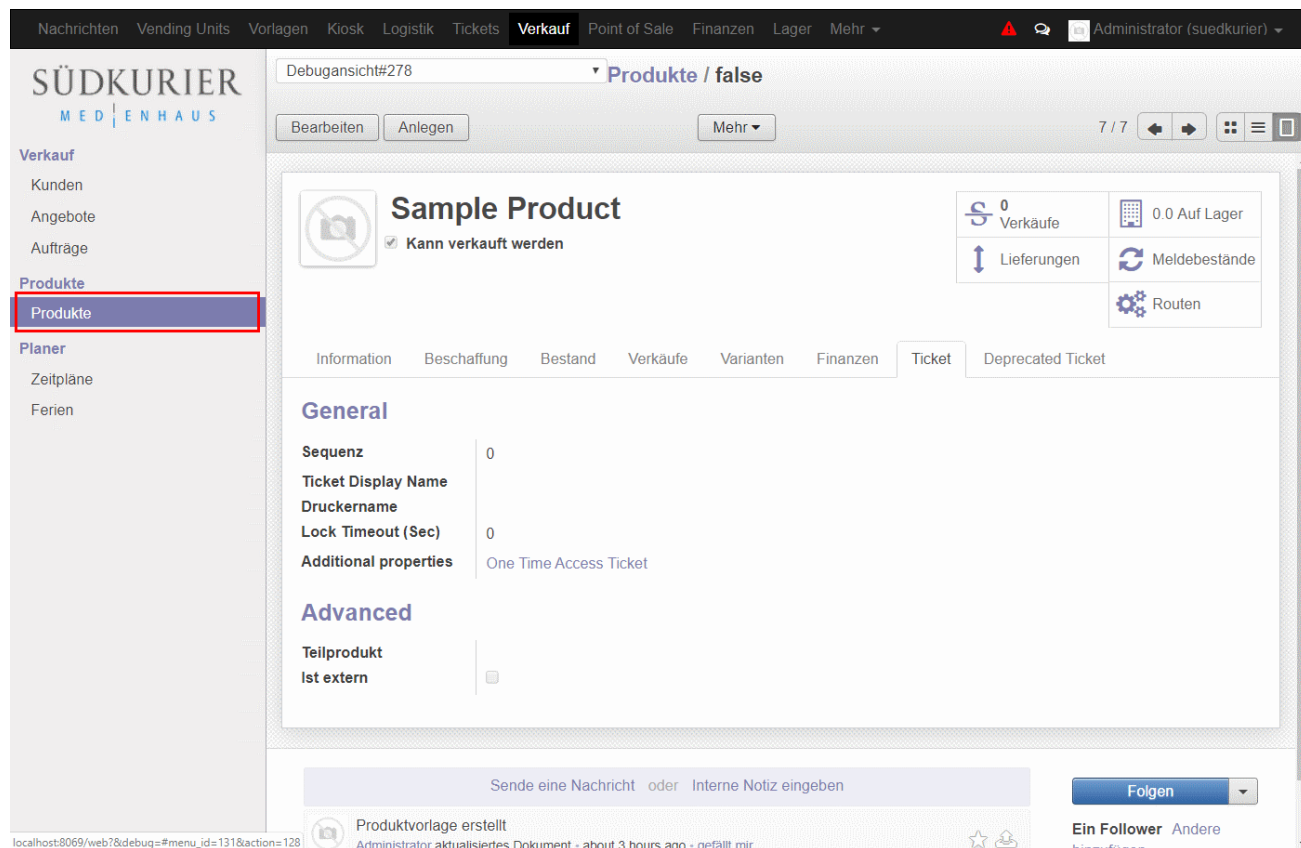 Nachrichten Vending Units Vorlagen Kiosk Logistik Tickets Verkauf Point of Sale Finanzen Lager Mehr Administrator (suedkurier)
SÜDKURIER
MEDIENHAUS
Verkauf
Kunden
Angebote
Aufträge
Produkte
Produkte
Planer
Zeitpläne
Ferien
Debugansicht#278
Produkte / false
Bearbeiten Anlegen Mehr 7 / 7
Sample Product
Kann verkauft werden
0
Verkäufe
0.0 Auf Lager
Lieferungen
Meldebestände
Routen
Information Beschaffung Bestand Verkäufe Varianten Finanzen Ticket Deprecated Ticket
General
Sequenz 0
Ticket Display Name
Druckername
Lock Timeout (Sec) 0
Additional properties One Time Access Ticket
Advanced
Teilprodukt
Ist extern
Sende eine Nachricht oder Interne Notiz eingeben
Folgen
Produktvorlage erstellt
Administrator aktualisiertes Dokument - about 3 hours ago - gefällt mir
Ein Follower Andere
hinzufügen
localhost:8069/web?&debug=#menu_id=131&action=128